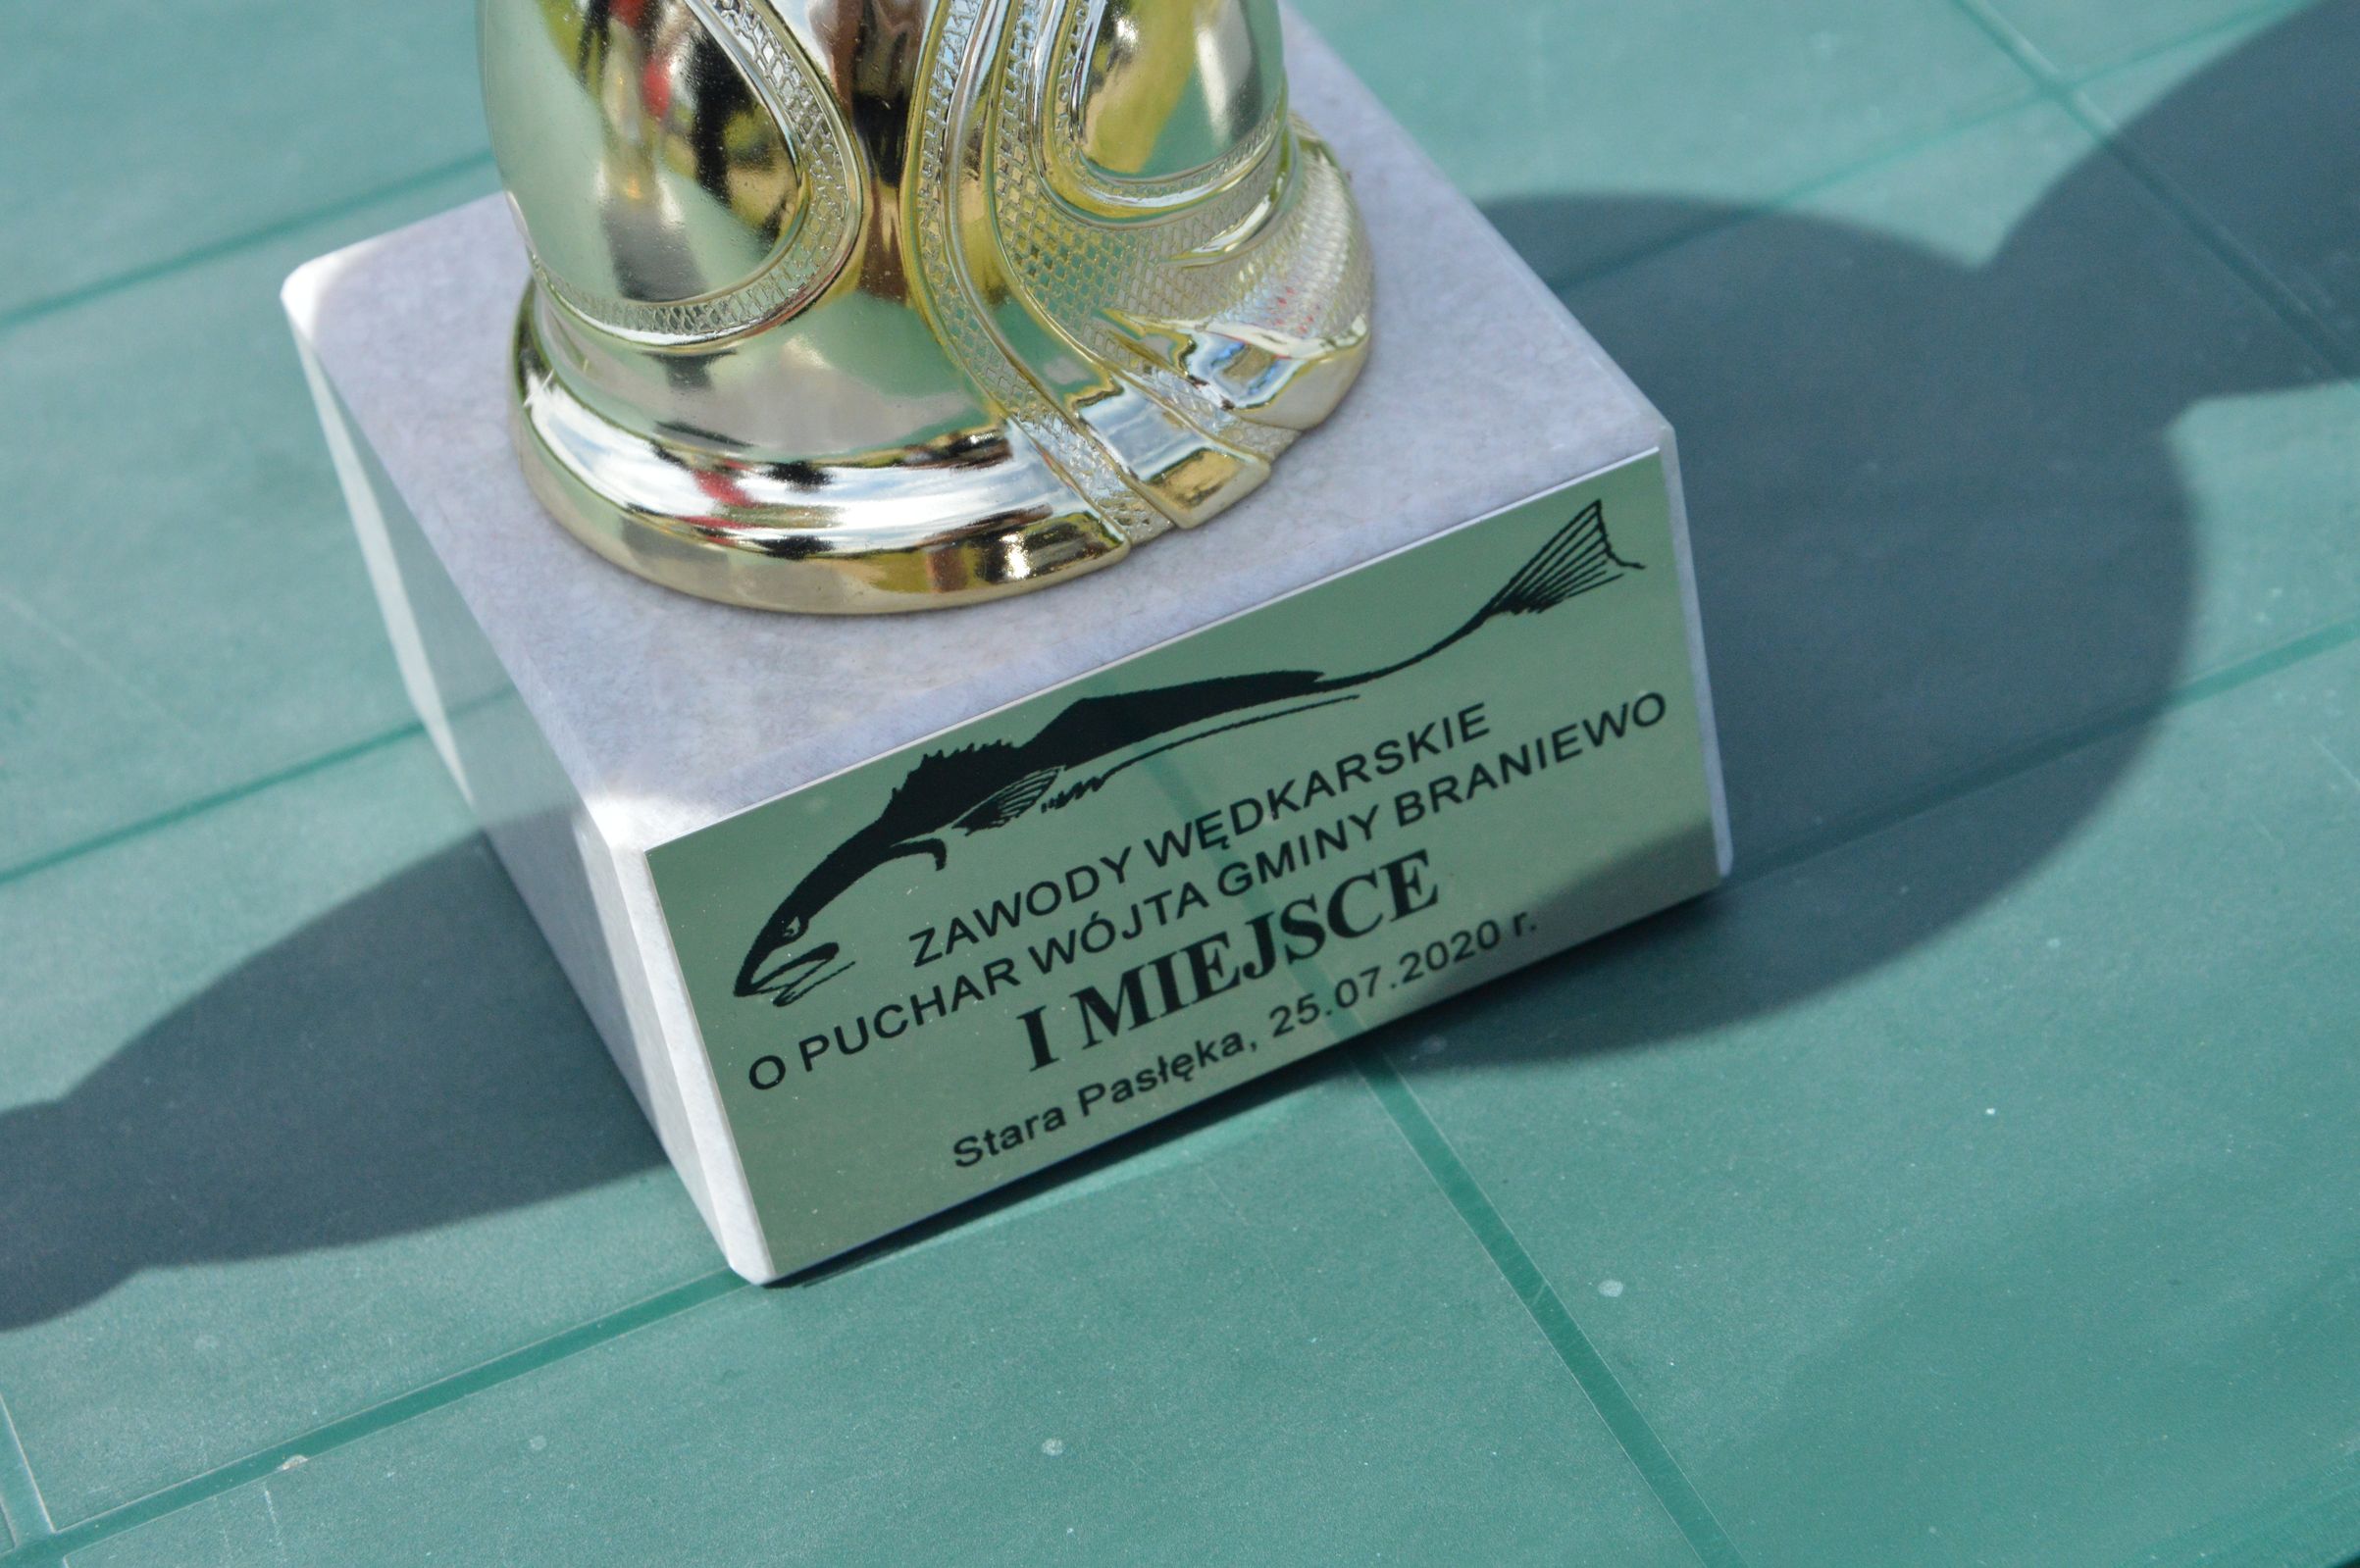 ZAWODY WĘDKARSKIE
O PUCHAR WÓJTA GMINY BRANIEWO
I MIEJSCE
Stara Pasłęka, 25.07.2020 r.